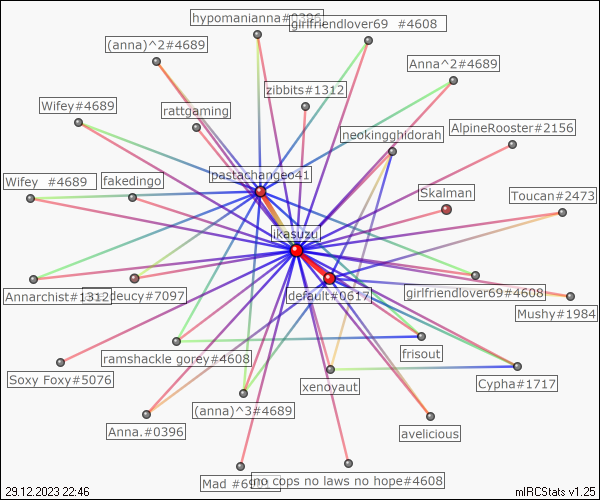 hypomanianna#0396
girlfriendlover69 #4608
(anna)^2#4689
Anna^2#4689
zibbits#1312
Wifey#4689
rattgaming
AlpineRooster#2156
neokingghidorah
pastachangeo41
Wifey #4689
fakedingo
Skalman
Toucan#2473
ikasuzu
Annarchist#1312
deucy#7097
default#0617
girlfriendlover69#4608
Mushy#1984
ramshackle gorey#4608
frisout
Soxy Foxy#5076
xenoyaut
Cypha#1717
(anna)^3#4689
Anna.#0396
avelicious
Mad
no cops no laws no hope#4608
29.12.2023 22:46
mIRCStats v1.25